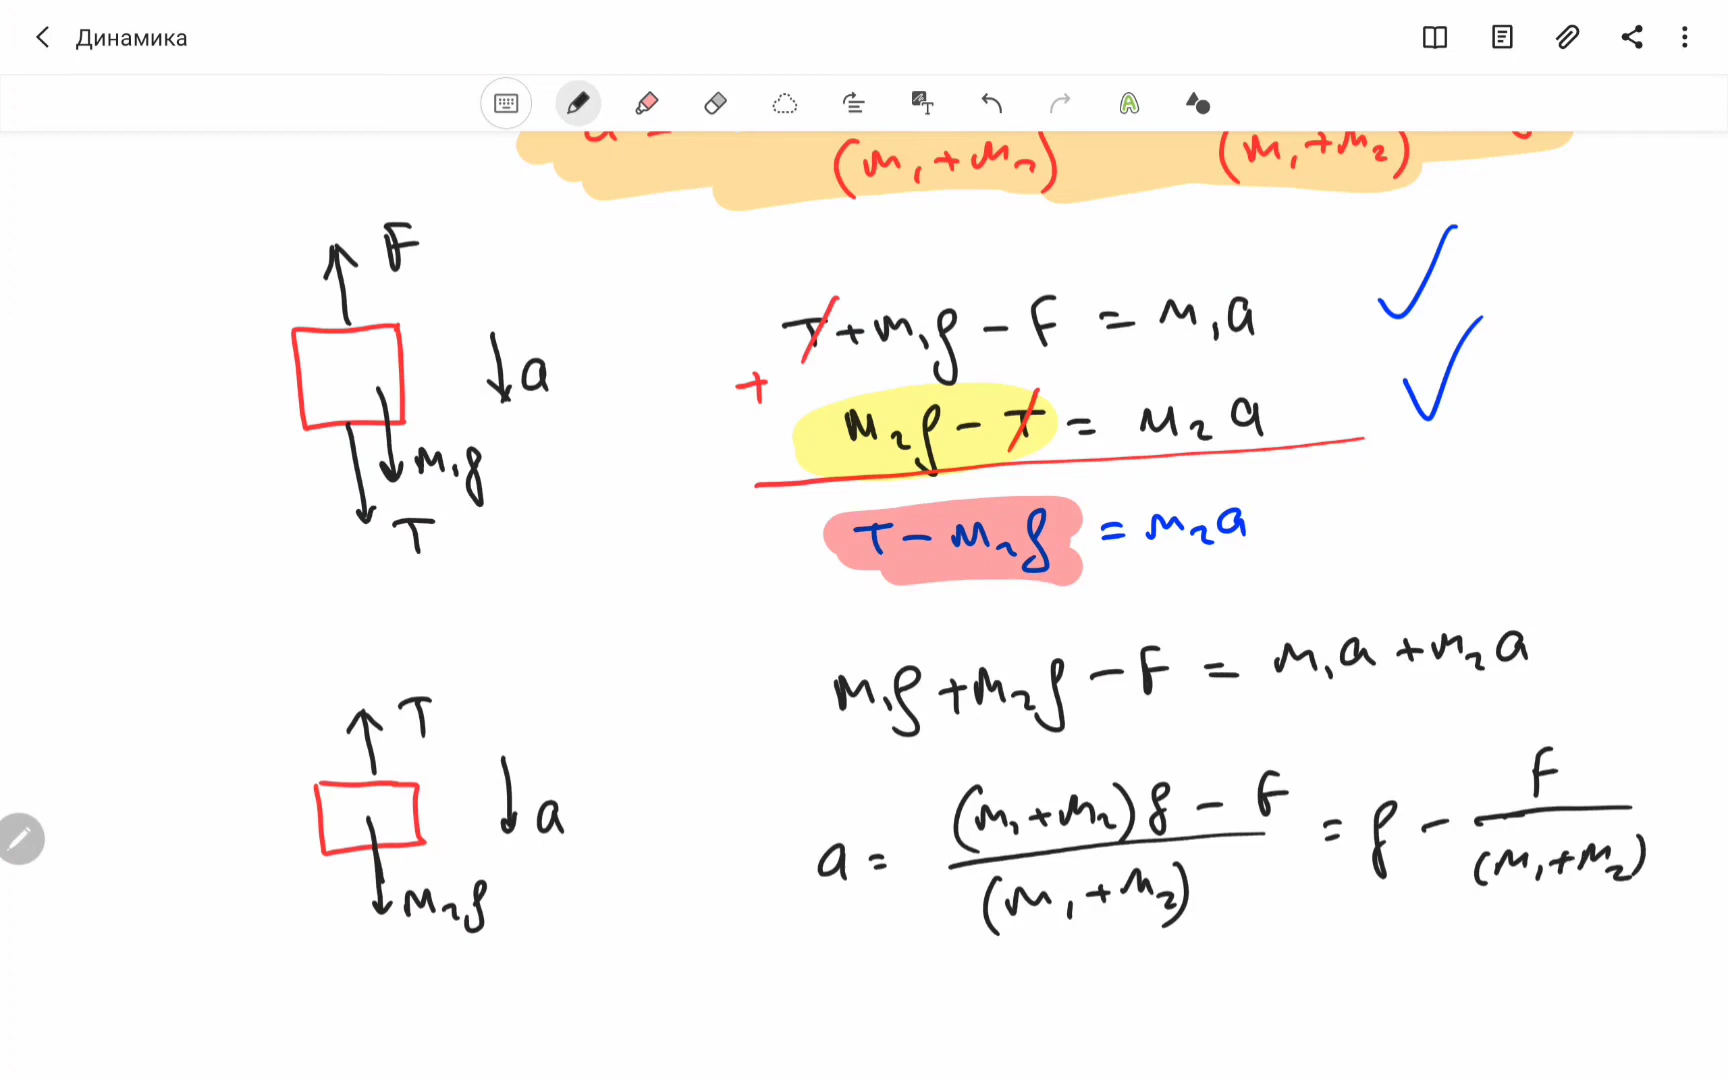 Динамика
(m₁+m₂) (m₁+m₂)
F
T+m₁g-F=m₁a
a
+
m₂g-T=m₂a
m₁g
T
T-m₂g=m₂a
m₁g+m₂g-F=m₁a+m₂a
T
a
a=(m₁+m₂)g-F/(m₁+m₂)=g-F/(m₁+m₂)
m₂g